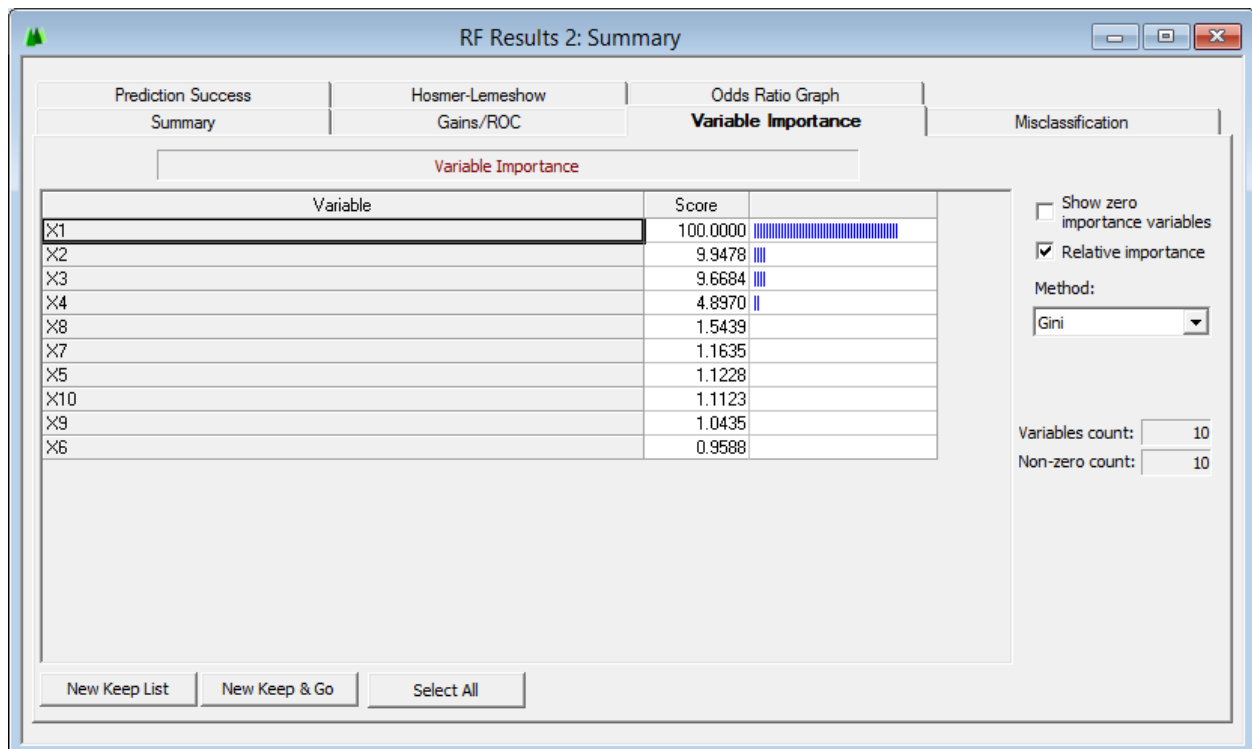 RF Results 2: Summary
Prediction Success Hosmer-Lemeshow Odds Ratio Graph
Summary Gains/ROC Variable Importance Misclassification
Variable Importance
Variable Score
X1 100.0000
X2 9.9478
X3 9.6684
X4 4.8970
X8 1.5439
X7 1.1635
X5 1.1228
X10 1.1123
X9 1.0435
X6 0.9588
Show zero
importance variables
Relative importance
Method:
Gini
Variables count: 10
Non-zero count: 10
New Keep List New Keep & Go Select All